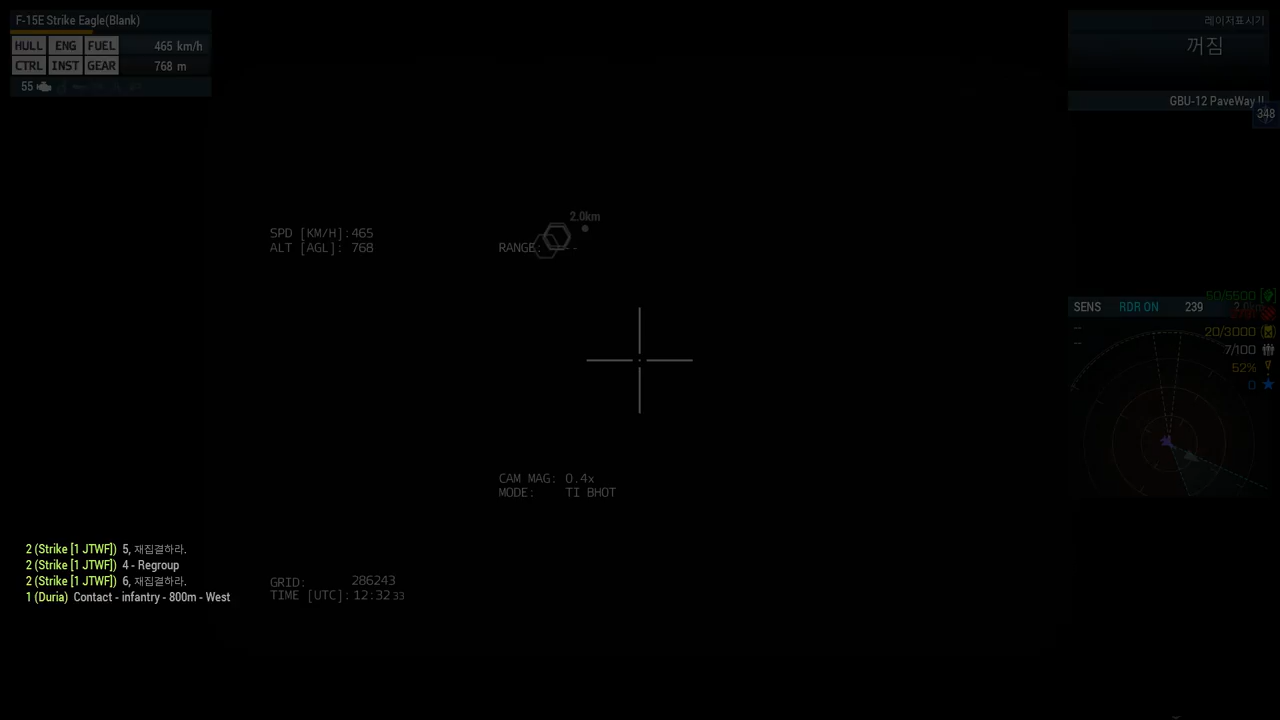 F-15E Strike Eagle(Blank)
HULL ENG FUEL 465 km/h
CTRL INST GEAR 768 m
55
레이저표시기
꺼짐
GBU-12 PaveWay II
348
2.0km
SPD [KM/H]: 465
ALT [AGL]: 768
RANGE: ----
50/5500
SENS RDR ON 239
20/3000
7/100
52%
0
CAM MAG: 0.4x
MODE: TI BHOT
2 (Strike [1 JTWF]) 5, 재집결하라.
2 (Strike [1 JTWF]) 4 - Regroup
2 (Strike [1 JTWF]) 6, 재집결하라.
1 (Duria) Contact - infantry - 800m - West
GRID: 286243
TIME [UTC]: 12:32 33